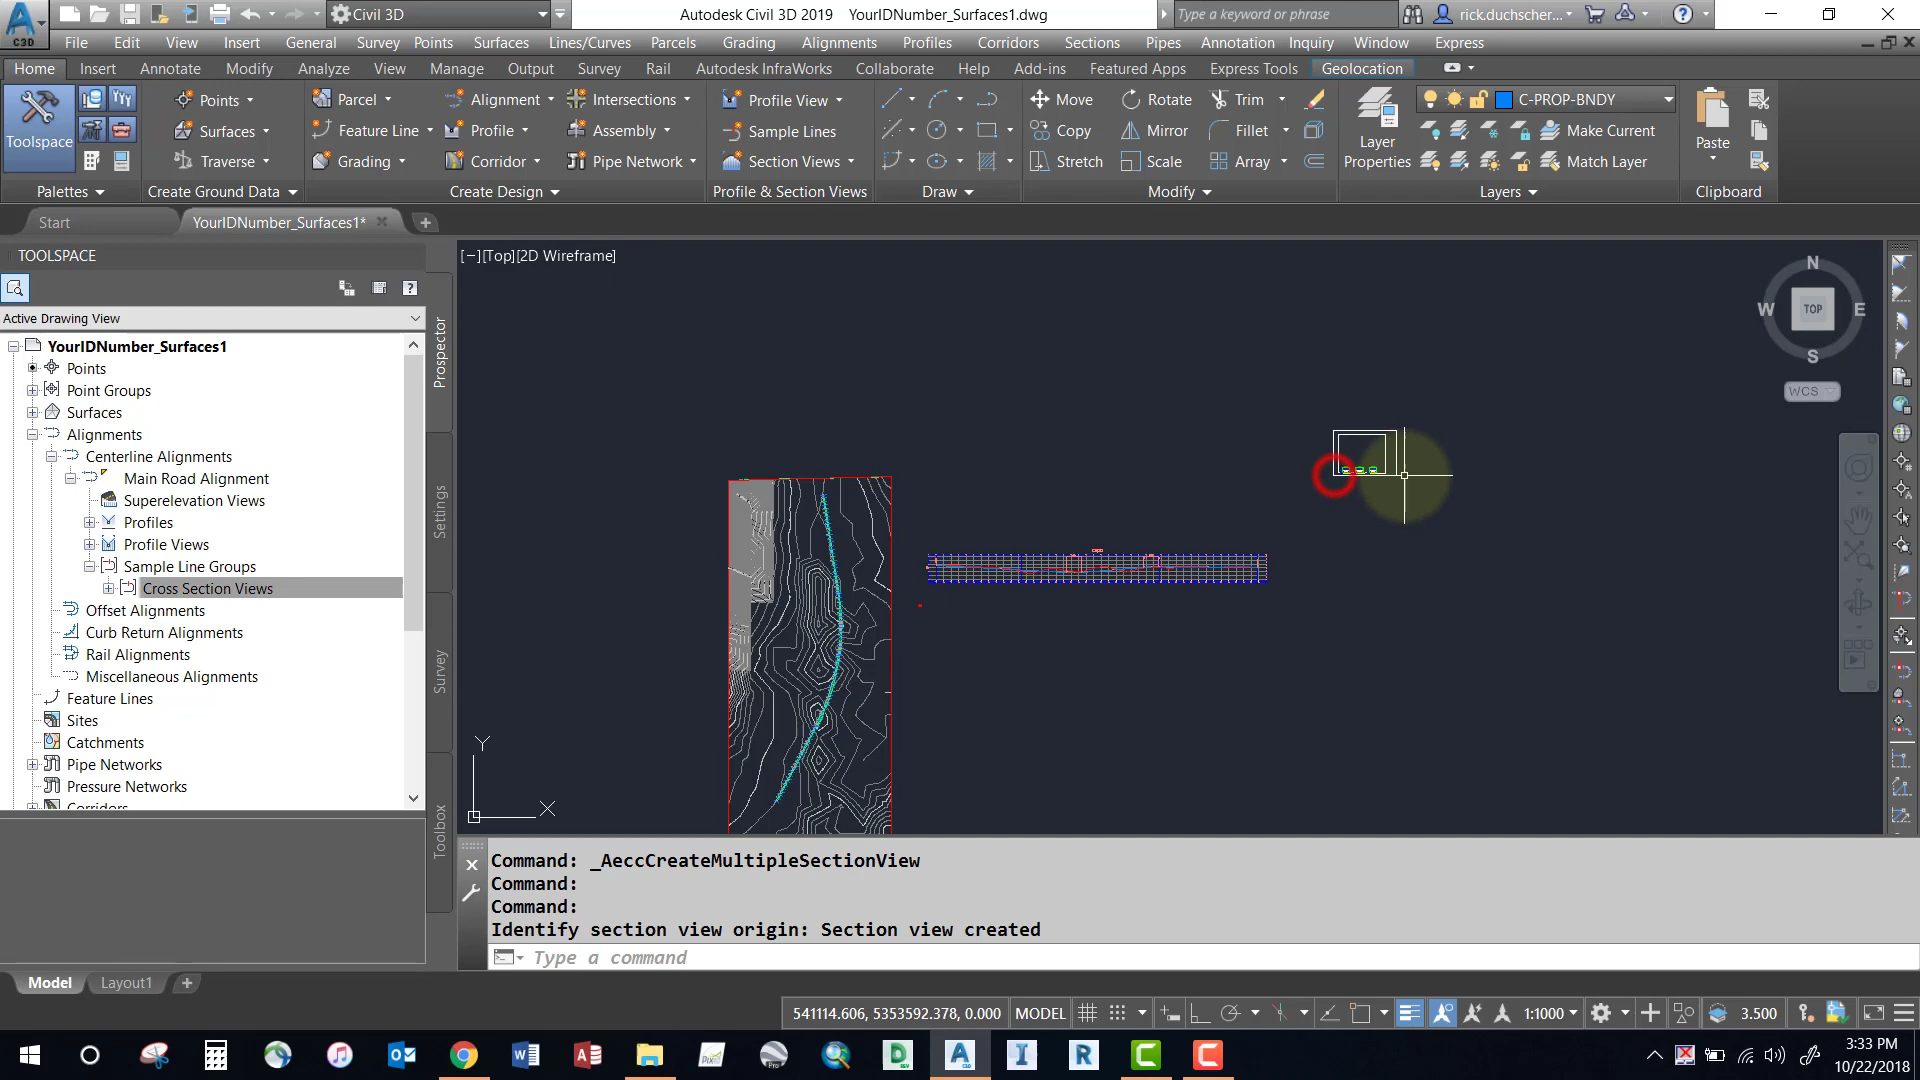 C3D
Civil 3D
Autodesk Civil 3D 2019 YourIDNumber_Surfaces1.dwg
Type a keyword or phrase
rick.duchscher...
File Edit View Insert General Survey Points Surfaces Lines/Curves Parcels Grading Alignments Profiles Corridors Sections Pipes Annotation Inquiry Window Express
Home Insert Annotate Modify Analyze View Manage Output Survey Rail Autodesk InfraWorks Collaborate Help Add-ins Featured Apps Express Tools Geolocation
Points Parcel Alignment Intersections Profile View Move Rotate Trim C-PROP-BNDY
Toolspace Surfaces Feature Line Profile Assembly Sample Lines Copy Mirror Fillet Layer Properties Make Current Paste
Traverse Grading Corridor Pipe Network Section Views Stretch Scale Array Match Layer
Palettes Create Ground Data Create Design Profile & Section Views Draw Modify Layers Clipboard
Start YourIDNumber_Surfaces1*
TOOLSPACE
[−][Top][2D Wireframe]
Active Drawing View
YourIDNumber_Surfaces1
Points
Point Groups
Surfaces
Alignments
Centerline Alignments
Main Road Alignment
Superelevation Views
Profiles
Profile Views
Sample Line Groups
Cross Section Views
Offset Alignments
Curb Return Alignments
Rail Alignments
Miscellaneous Alignments
Feature Lines
Sites
Catchments
Pipe Networks
Pressure Networks
Corridors
Prospector
Settings
Survey
Toolbox
N
W TOP E
S
WCS
Y
X
Command: _AeccCreateMultipleSectionView
Command:
Command:
Identify section view origin: Section view created
Type a command
Model Layout1
541114.606, 5353592.378, 0.000 MODEL 1:1000 3.500
3:33 PM
10/22/2018